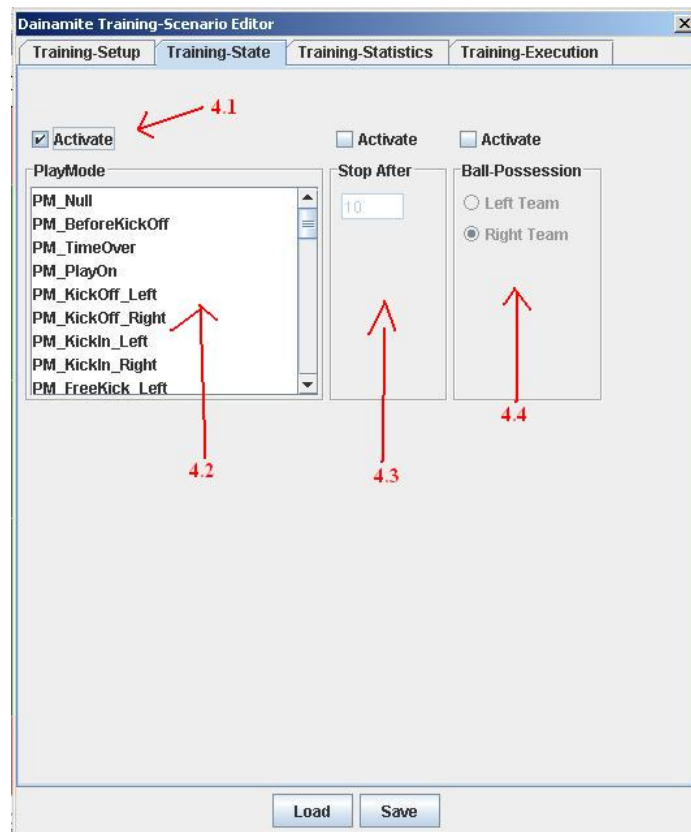 Dainamite Training-Scenario Editor
Training-Setup Training-State Training-Statistics Training-Execution
4.1
Activate Activate Activate
PlayMode Stop After Ball-Possession
PM_Null
PM_BeforeKickOff
PM_TimeOver
PM_PlayOn
PM_KickOff_Left
PM_KickOff_Right
PM_KickIn_Left
PM_KickIn_Right
PM_FreeKick_Left
10
Left Team
Right Team
4.2
4.3
4.4
Load Save